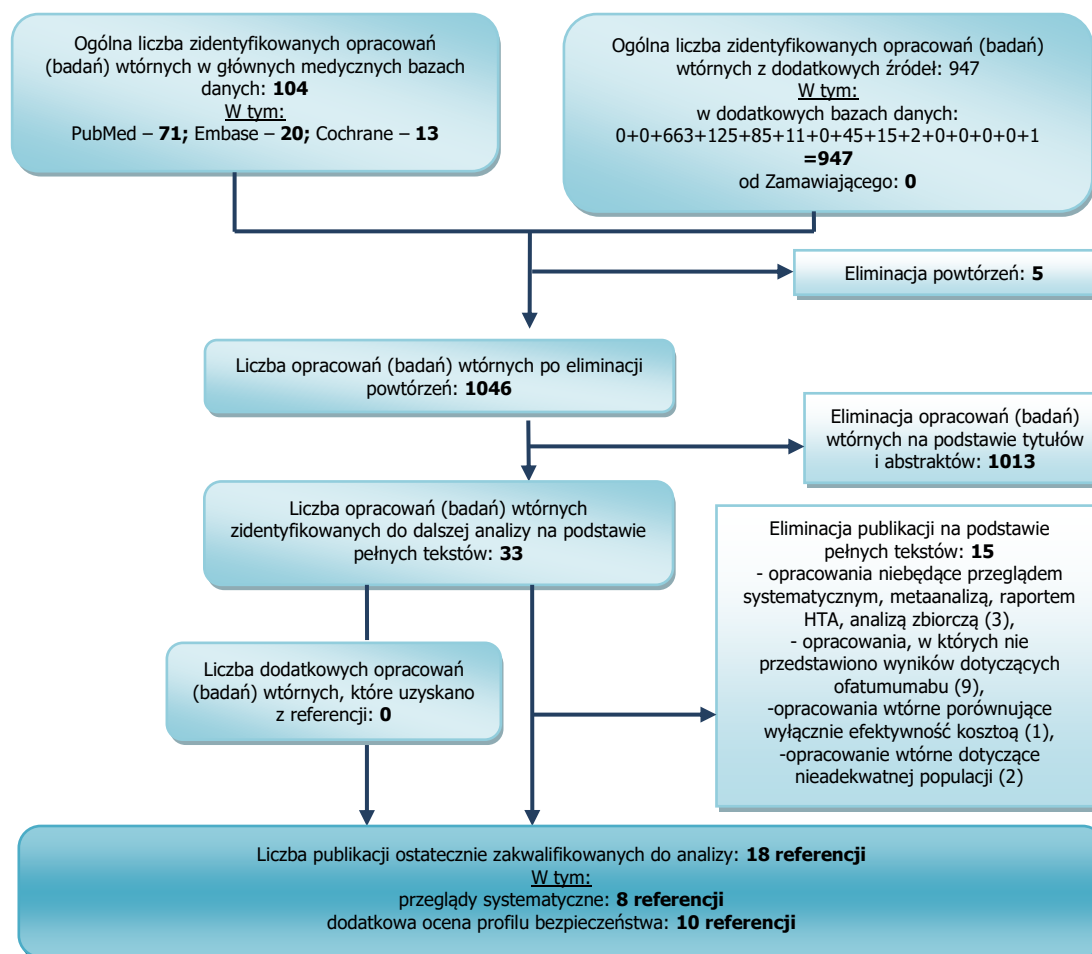 Ogólna liczba zidentyfikowanych opracowań
(badań) wtórnych w głównych medycznych bazach
danych: 104
W tym:
PubMed – 71; Embase – 20; Cochrane – 13
Ogólna liczba zidentyfikowanych opracowań (badań)
wtórnych z dodatkowych źródeł: 947
W tym:
w dodatkowych bazach danych:
0+0+663+125+85+11+0+45+15+2+0+0+0+0+1
=947
od Zamawiającego: 0
Eliminacja powtórzeń: 5
Liczba opracowań (badań) wtórnych po eliminacji
powtórzeń: 1046
Eliminacja opracowań (badań)
wtórnych na podstawie tytułów
i abstraktów: 1013
Liczba opracowań (badań) wtórnych
zidentyfikowanych do dalszej analizy na podstawie
pełnych tekstów: 33
Eliminacja publikacji na podstawie
pełnych tekstów: 15
- opracowania niebędące przeglądem
systematycznym, metaanalizą, raportem
HTA, analizą zbiorczą (3),
- opracowania, w których nie
przedstawiono wyników dotyczących
ofatumumabu (9),
-opracowania wtórne porównujące
wyłącznie efektywność kosztoą (1),
-opracowanie wtórne dotyczące
nieadekwatnej populacji (2)
Liczba dodatkowych opracowań
(badań) wtórnych, które uzyskano
z referencji: 0
Liczba publikacji ostatecznie zakwalifikowanych do analizy: 18 referencji
W tym:
przeglądy systematyczne: 8 referencji
dodatkowa ocena profilu bezpieczeństwa: 10 referencji